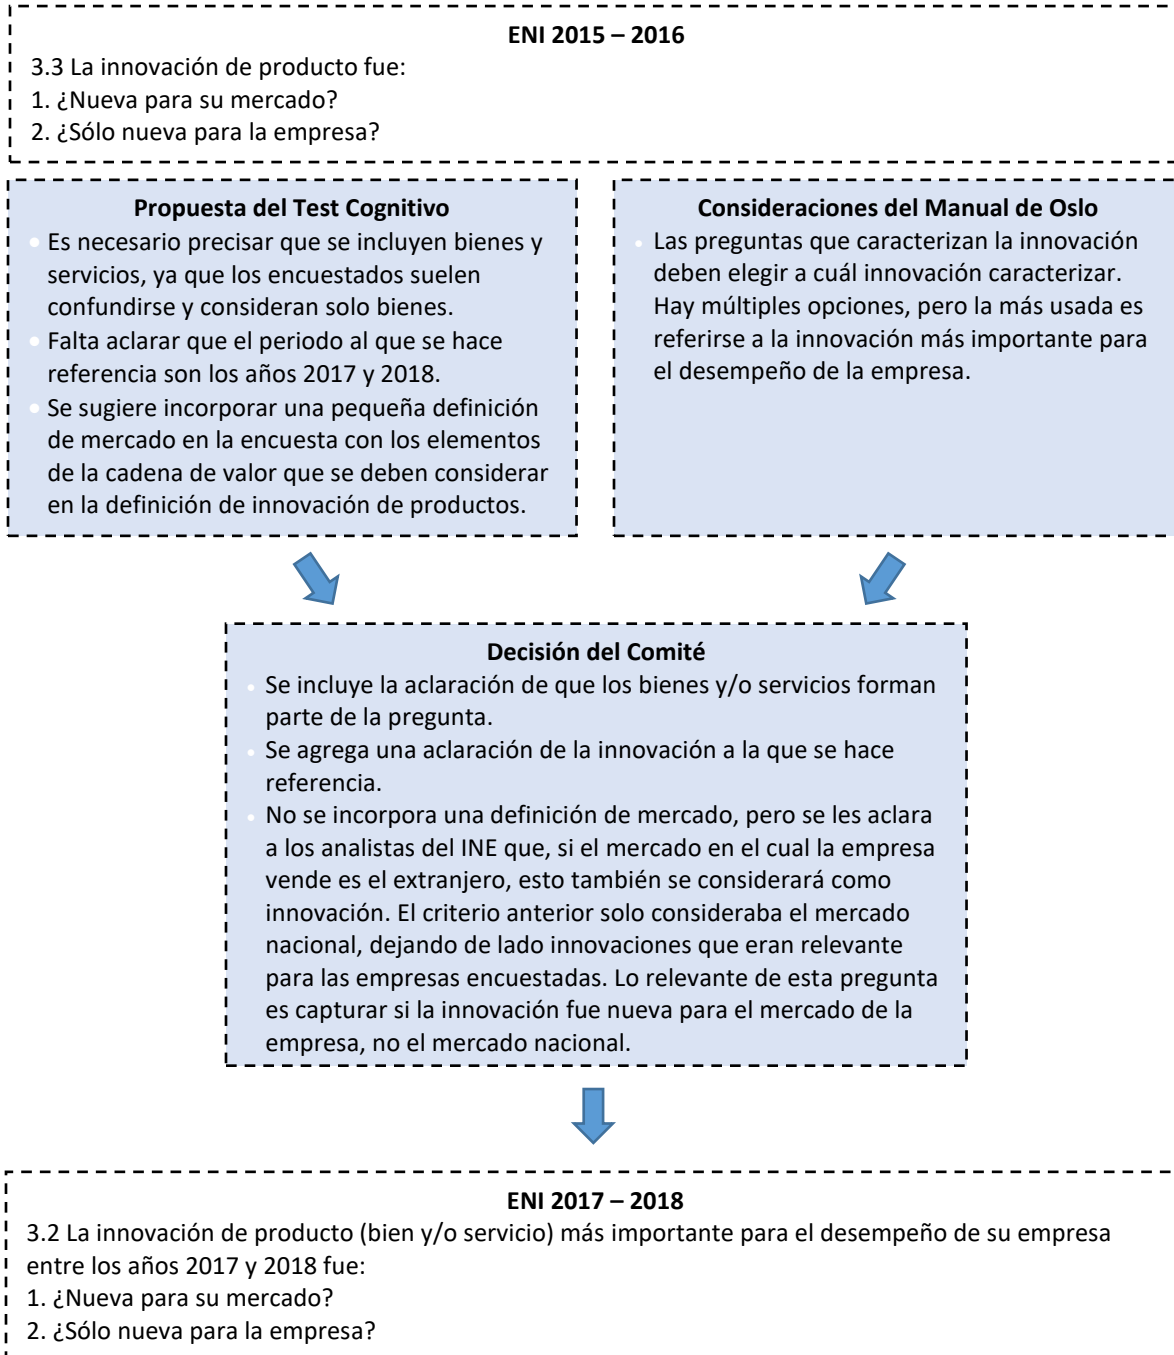 ENI 2015 – 2016
3.3 La innovación de producto fue:
1. ¿Nueva para su mercado?
2. ¿Sólo nueva para la empresa?
Propuesta del Test Cognitivo
• Es necesario precisar que se incluyen bienes y
servicios, ya que los encuestados suelen
confundirse y consideran solo bienes.
• Falta aclarar que el periodo al que se hace
referencia son los años 2017 y 2018.
• Se sugiere incorporar una pequeña definición
de mercado en la encuesta con los elementos
de la cadena de valor que se deben considerar
en la definición de innovación de productos.
Consideraciones del Manual de Oslo
• Las preguntas que caracterizan la innovación
deben elegir a cuál innovación caracterizar.
Hay múltiples opciones, pero la más usada es
referirse a la innovación más importante para
el desempeño de la empresa.
Decisión del Comité
• Se incluye la aclaración de que los bienes y/o servicios forman
parte de la pregunta.
• Se agrega una aclaración de la innovación a la que se hace
referencia.
• No se incorpora una definición de mercado, pero se les aclara
a los analistas del INE que, si el mercado en el cual la empresa
vende es el extranjero, esto también se considerará como
innovación. El criterio anterior solo consideraba el mercado
nacional, dejando de lado innovaciones que eran relevante
para las empresas encuestadas. Lo relevante de esta pregunta
es capturar si la innovación fue nueva para el mercado de la
empresa, no el mercado nacional.
ENI 2017 – 2018
3.2 La innovación de producto (bien y/o servicio) más importante para el desempeño de su empresa
entre los años 2017 y 2018 fue:
1. ¿Nueva para su mercado?
2. ¿Sólo nueva para la empresa?